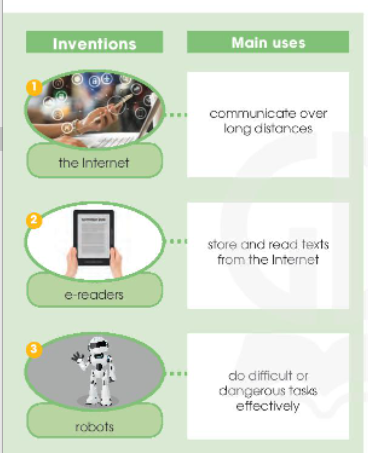 Inventions
Main uses
1
the Internet
communicate over
long distances
2
e-readers
store and read texts
from the Internet
3
robots
do difficult or
dangerous tasks
effectively